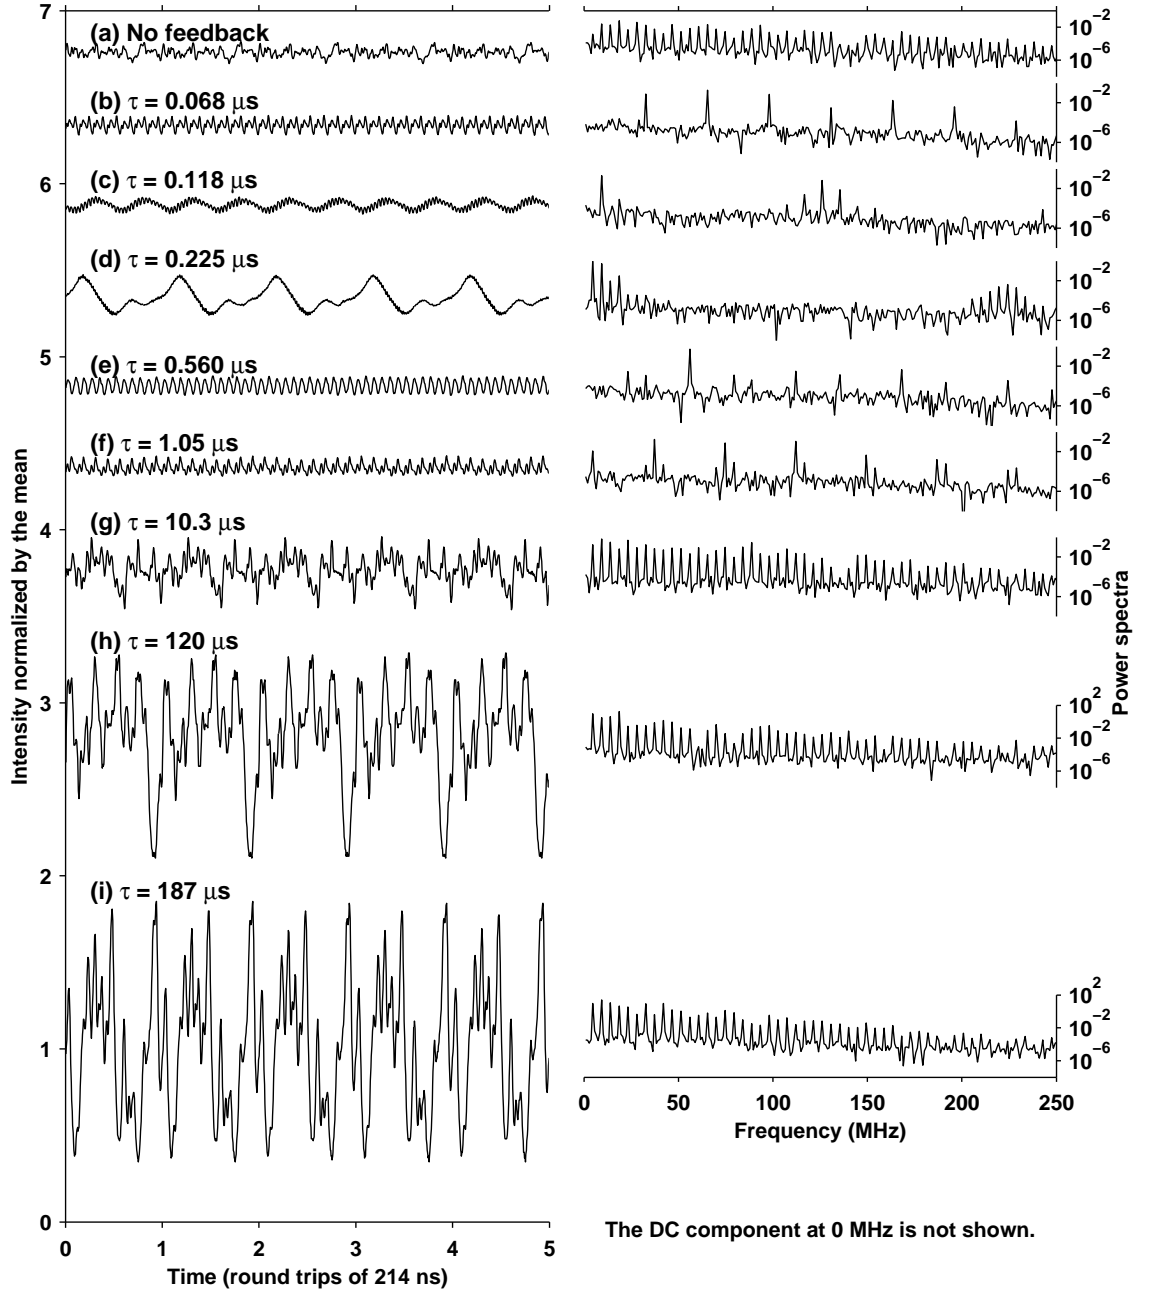 7
(a) No feedback
10⁻²
10⁻⁶
(b) τ = 0.068 μs
10⁻²
10⁻⁶
6
(c) τ = 0.118 μs
10⁻²
10⁻⁶
(d) τ = 0.225 μs
10⁻²
10⁻⁶
5
(e) τ = 0.560 μs
10⁻²
10⁻⁶
(f) τ = 1.05 μs
10⁻²
10⁻⁶
4
(g) τ = 10.3 μs
10⁻²
10⁻⁶
(h) τ = 120 μs
3
10²
10⁻²
10⁻⁶
2
(i) τ = 187 μs
1
10²
10⁻²
10⁻⁶
0
Intensity normalized by the mean
Power spectra
0 50 100 150 200 250
Frequency (MHz)
0 1 2 3 4 5
Time (round trips of 214 ns)
The DC component at 0 MHz is not shown.